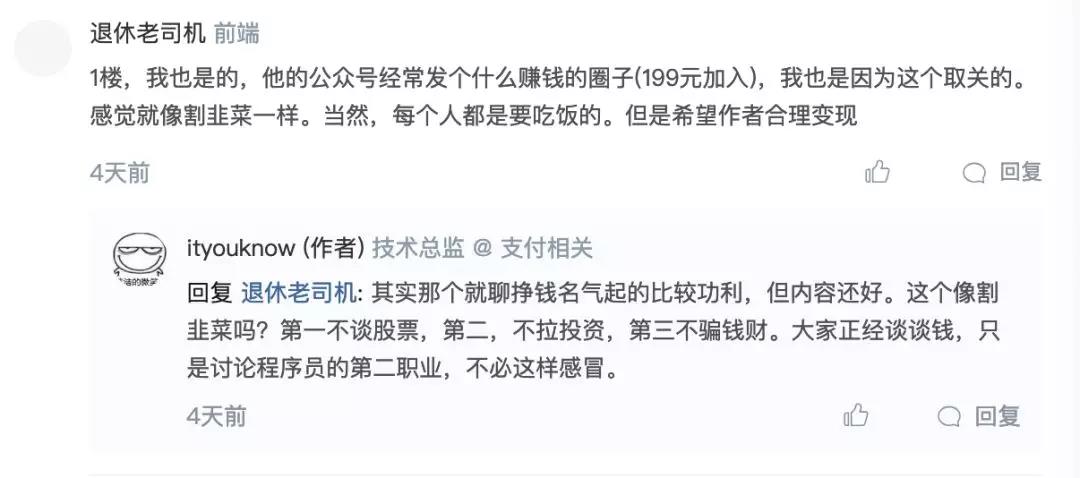 退休老司机 前端
1楼，我也是的，他的公众号经常发个什么赚钱的圈子(199元加入)，我也是因为这个取关的。
感觉就像割韭菜一样。当然，每个人都是要吃饭的。但是希望作者合理变现
4天前
回复
ityouknow (作者) 技术总监 @ 支付相关
回复 退休老司机: 其实那个就聊挣钱名气起的比较功利，但内容还好。这个像割
韭菜吗？第一不谈股票，第二，不拉投资，第三不骗钱财。大家正经谈谈钱，只
是讨论程序员的第二职业，不必这样感冒。
4天前
回复